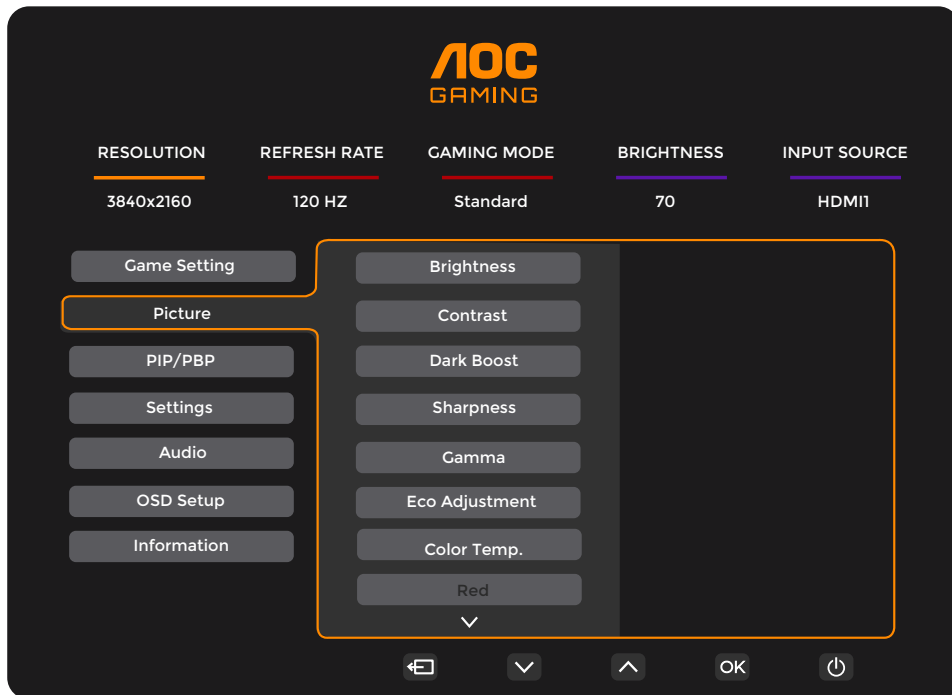 AOC
GAMING
RESOLUTION REFRESH RATE GAMING MODE BRIGHTNESS INPUT SOURCE
3840x2160 120 HZ Standard 70 HDMI1
Game Setting
Picture
PIP/PBP
Settings
Audio
OSD Setup
Information
Brightness
Contrast
Dark Boost
Sharpness
Gamma
Eco Adjustment
Color Temp.
Red
OK